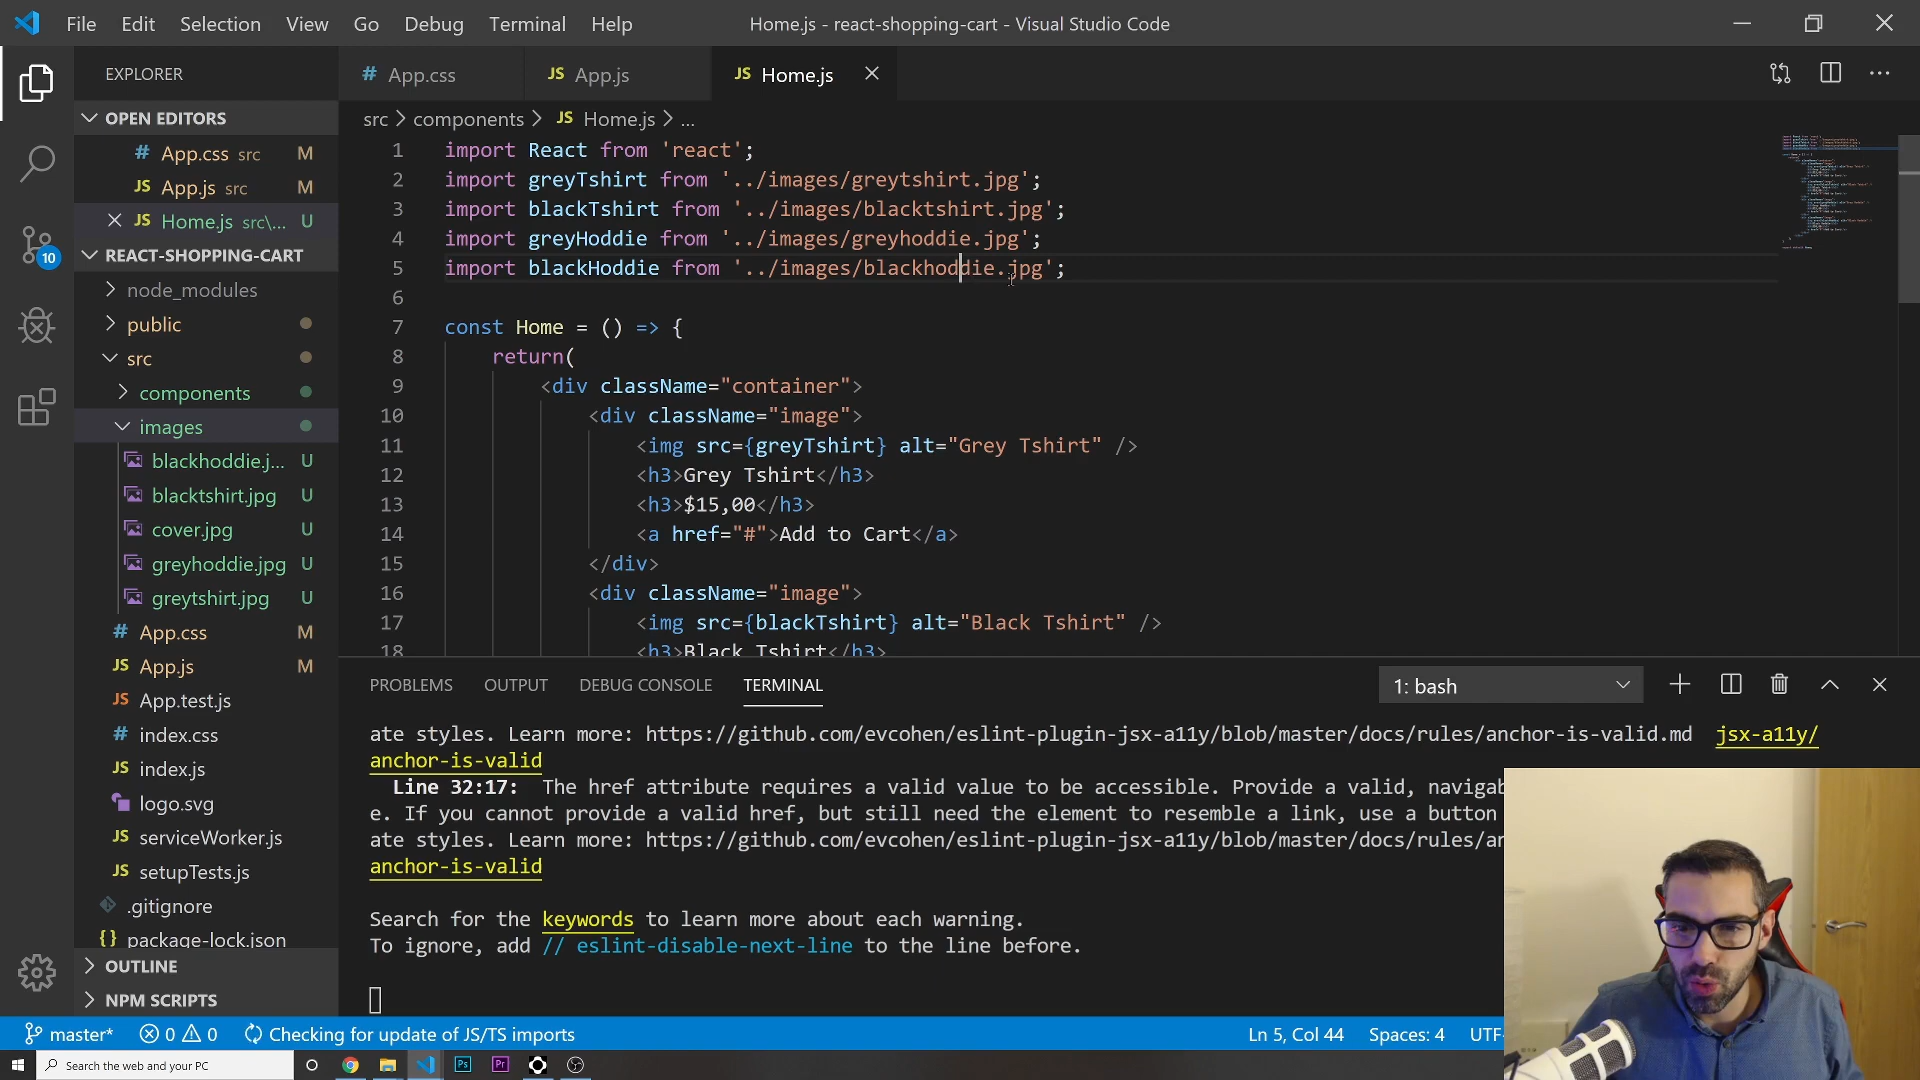 File Edit Selection View Go Debug Terminal Help
Home.js - react-shopping-cart - Visual Studio Code
EXPLORER
OPEN EDITORS
# App.css src M
JS App.js src M
JS Home.js src\... U
REACT-SHOPPING-CART
node_modules
public
src
components
images
blackhoddie.j... U
blacktshirt.jpg U
cover.jpg U
greyhoddie.jpg U
greytshirt.jpg U
# App.css M
JS App.js M
JS App.test.js
# index.css
JS index.js
logo.svg
JS serviceWorker.js
JS setupTests.js
.gitignore
{} package-lock.json
OUTLINE
NPM SCRIPTS
10
# App.css JS App.js JS Home.js
src > components > JS Home.js > ...
1 import React from 'react';
2 import greyTshirt from '../images/greytshirt.jpg';
3 import blackTshirt from '../images/blacktshirt.jpg';
4 import greyHoddie from '../images/greyhoddie.jpg';
5 import blackHoddie from '../images/blackhoddie.jpg';
6
7 const Home = () => {
8 return(
9 <div className="container">
10 <div className="image">
11 <img src={greyTshirt} alt="Grey Tshirt" />
12 <h3>Grey Tshirt</h3>
13 <h3>$15,00</h3>
14 <a href="#">Add to Cart</a>
15 </div>
16 <div className="image">
17 <img src={blackTshirt} alt="Black Tshirt" />
18 <h3>Black Tshirt</h3>
PROBLEMS OUTPUT DEBUG CONSOLE TERMINAL
1: bash
ate styles. Learn more: https://github.com/evcohen/eslint-plugin-jsx-a11y/blob/master/docs/rules/anchor-is-valid.md jsx-a11y/
anchor-is-valid
Line 32:17: The href attribute requires a valid value to be accessible. Provide a valid, navigab
e. If you cannot provide a valid href, but still need the element to resemble a link, use a button
ate styles. Learn more: https://github.com/evcohen/eslint-plugin-jsx-a11y/blob/master/docs/rules/an
anchor-is-valid
Search for the keywords to learn more about each warning.
To ignore, add // eslint-disable-next-line to the line before.
master* 0 0 Checking for update of JS/TS imports
Ln 5, Col 44 Spaces: 4 UTF-
Search the web and your PC
Ps Pr